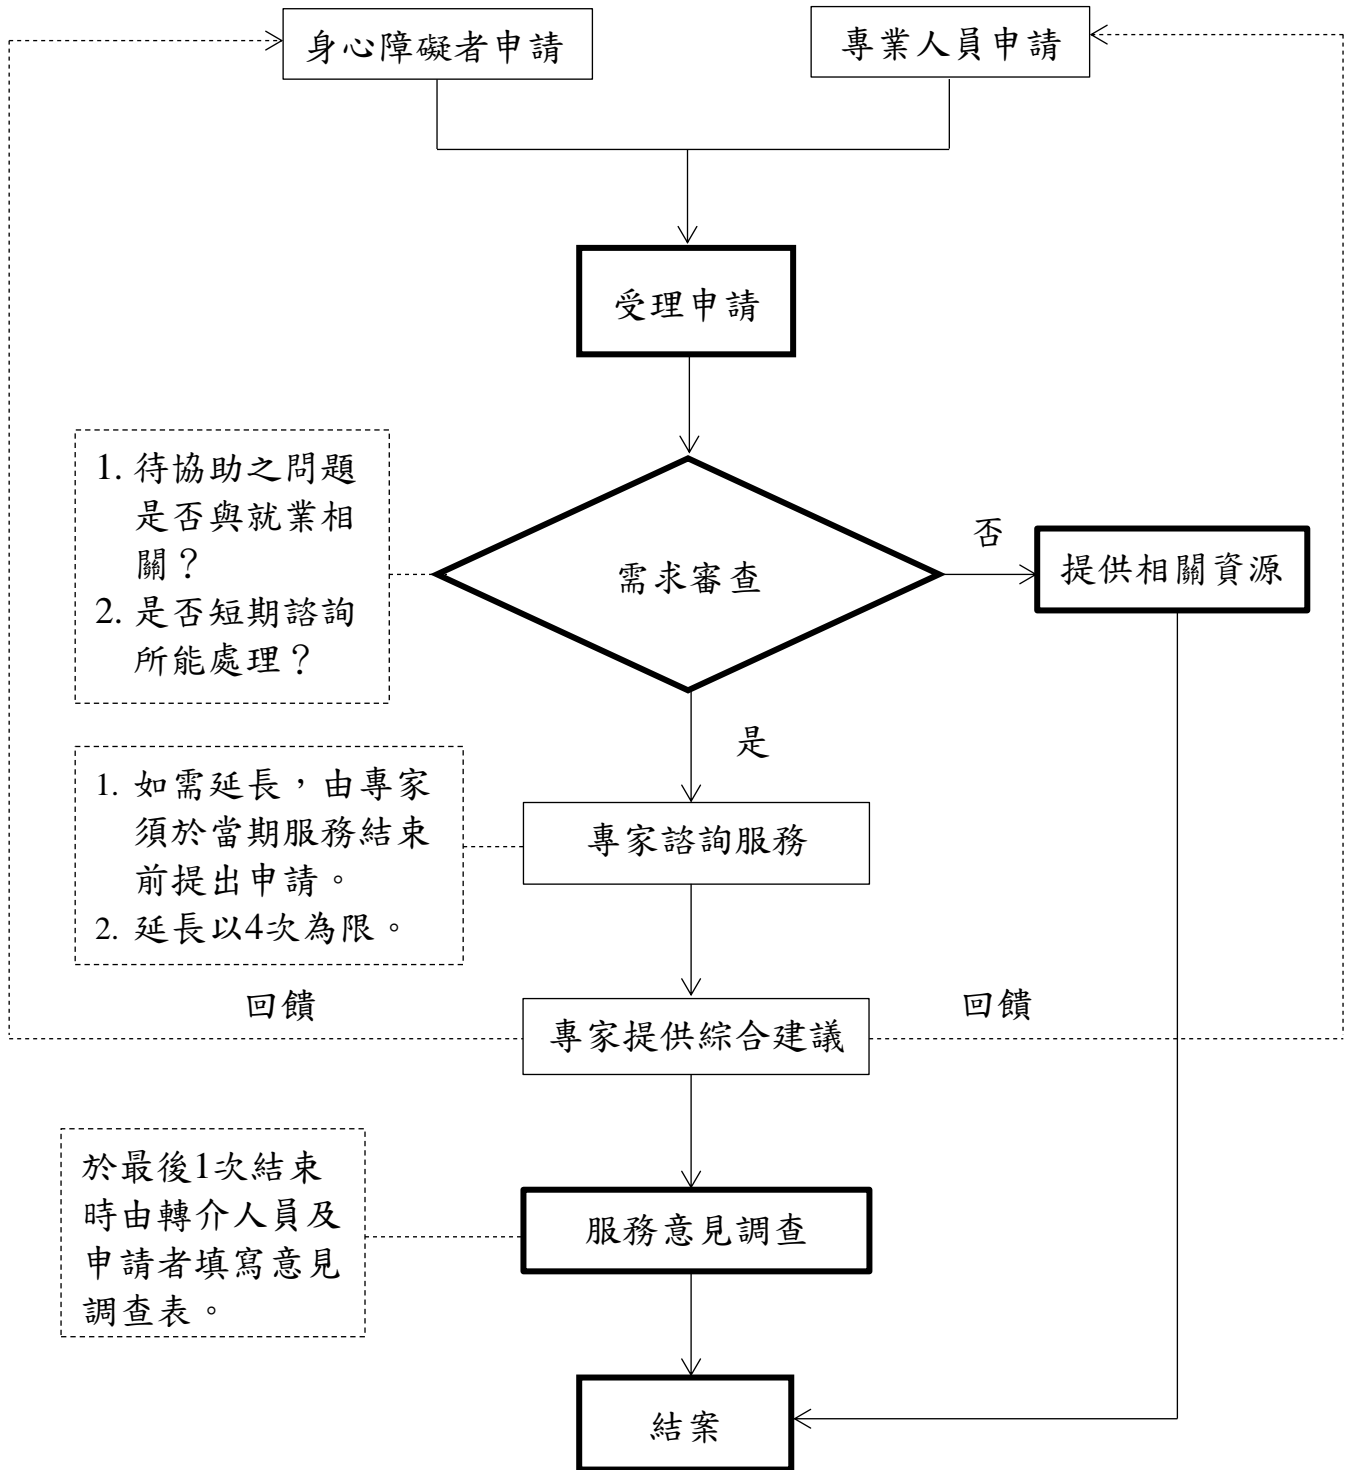 身心障礙者申請
專業人員申請
受理申請
1. 待協助之問題
是否與就業相
關？
2. 是否短期諮詢
所能處理？
需求審查
否
提供相關資源
是
1. 如需延長，由專家
須於當期服務結束
前提出申請。
2. 延長以4次為限。
專家諮詢服務
回饋
專家提供綜合建議
回饋
於最後1次結束
時由轉介人員及
申請者填寫意見
調查表。
服務意見調查
結案